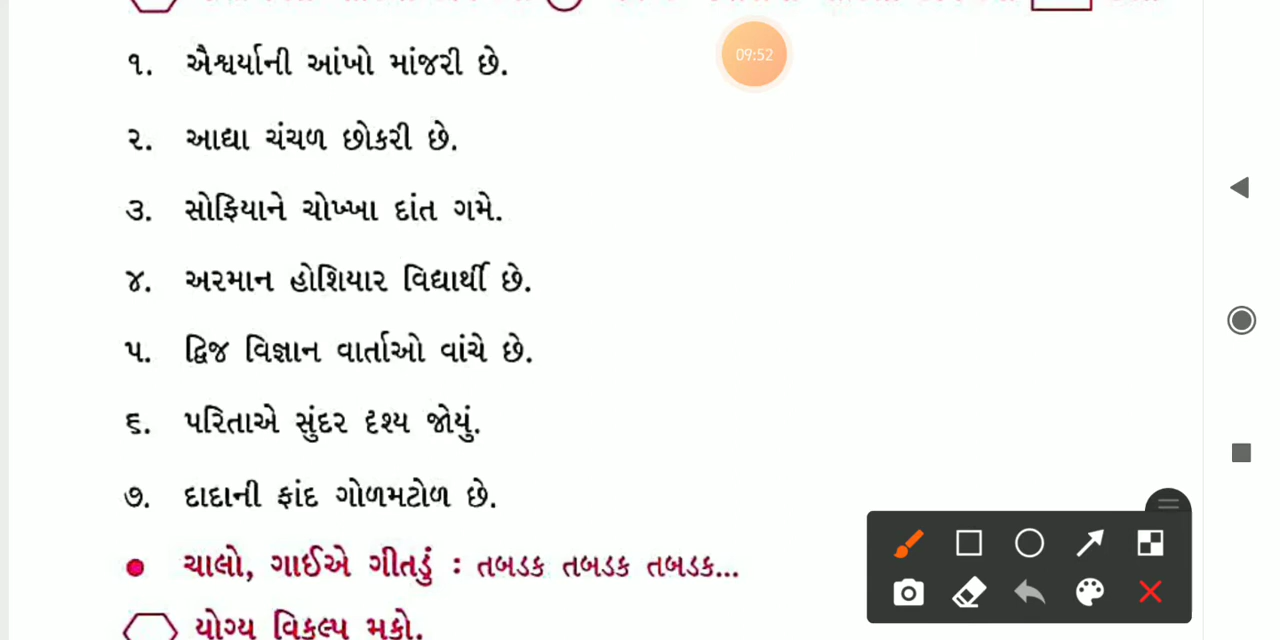 09:52
૧. ઐશ્વર્યાની આંખો માંજરી છે.
૨. આદ્યા ચંચળ છોકરી છે.
૩. સોફિયાને ચોખ્ખા દાંત ગમે.
૪. અરમાન હોશિયાર વિદ્યાર્થી છે.
૫. દ્વિજ વિજ્ઞાન વાર્તાઓ વાંચે છે.
૬. પરિતાએ સુંદર દૃશ્ય જોયું.
૭. દાદાની ફાંદ ગોળમટોળ છે.
ચાલો, ગાઈએ ગીતડું : તબડક તબડક તબડક...
યોગ્ય વિકલ્પ મૂકો.